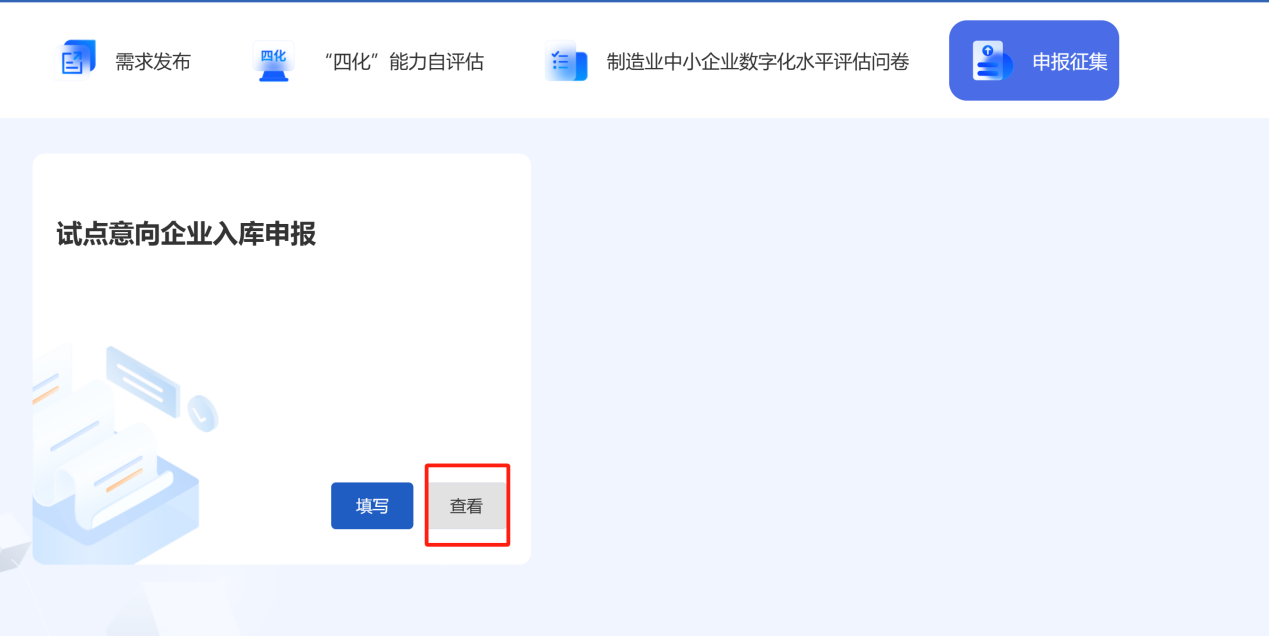 需求发布
四化
“四化”能力自评估
制造业中小企业数字化水平评估问卷
申报征集
试点意向企业入库申报
填写
查看